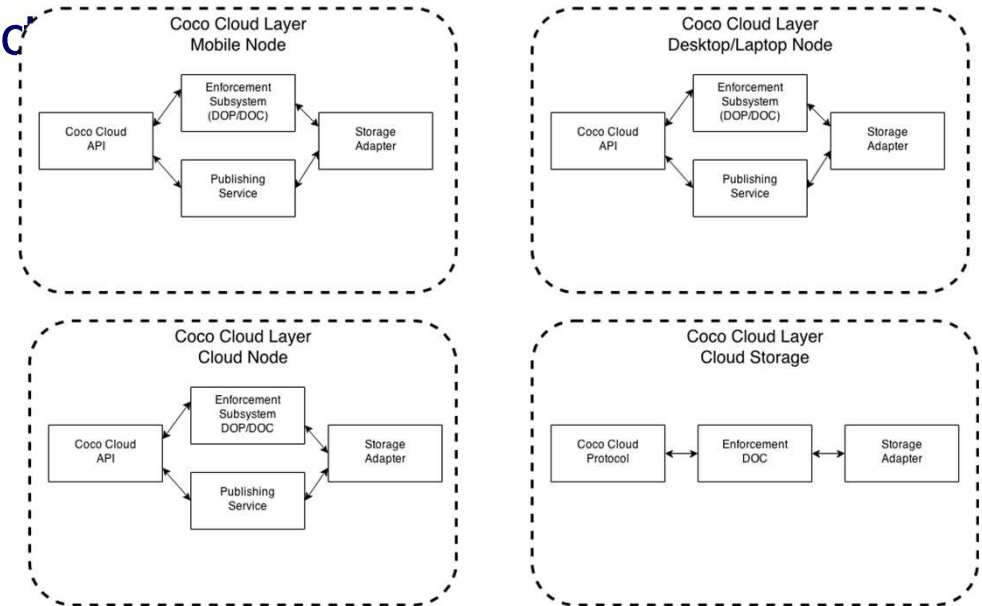 Coco Cloud Layer
Mobile Node
Enforcement
Subsystem
(DOP/DOC)
Coco Cloud
API
Storage
Adapter
Publishing
Service
Coco Cloud Layer
Desktop/Laptop Node
Enforcement
Subsystem
(DOP/DOC)
Coco Cloud
API
Storage
Adapter
Publishing
Service
Coco Cloud Layer
Cloud Node
Enforcement
Subsystem
DOP/DOC
Coco Cloud
API
Storage
Adapter
Publishing
Service
Coco Cloud Layer
Cloud Storage
Coco Cloud
Protocol
Enforcement
DOC
Storage
Adapter